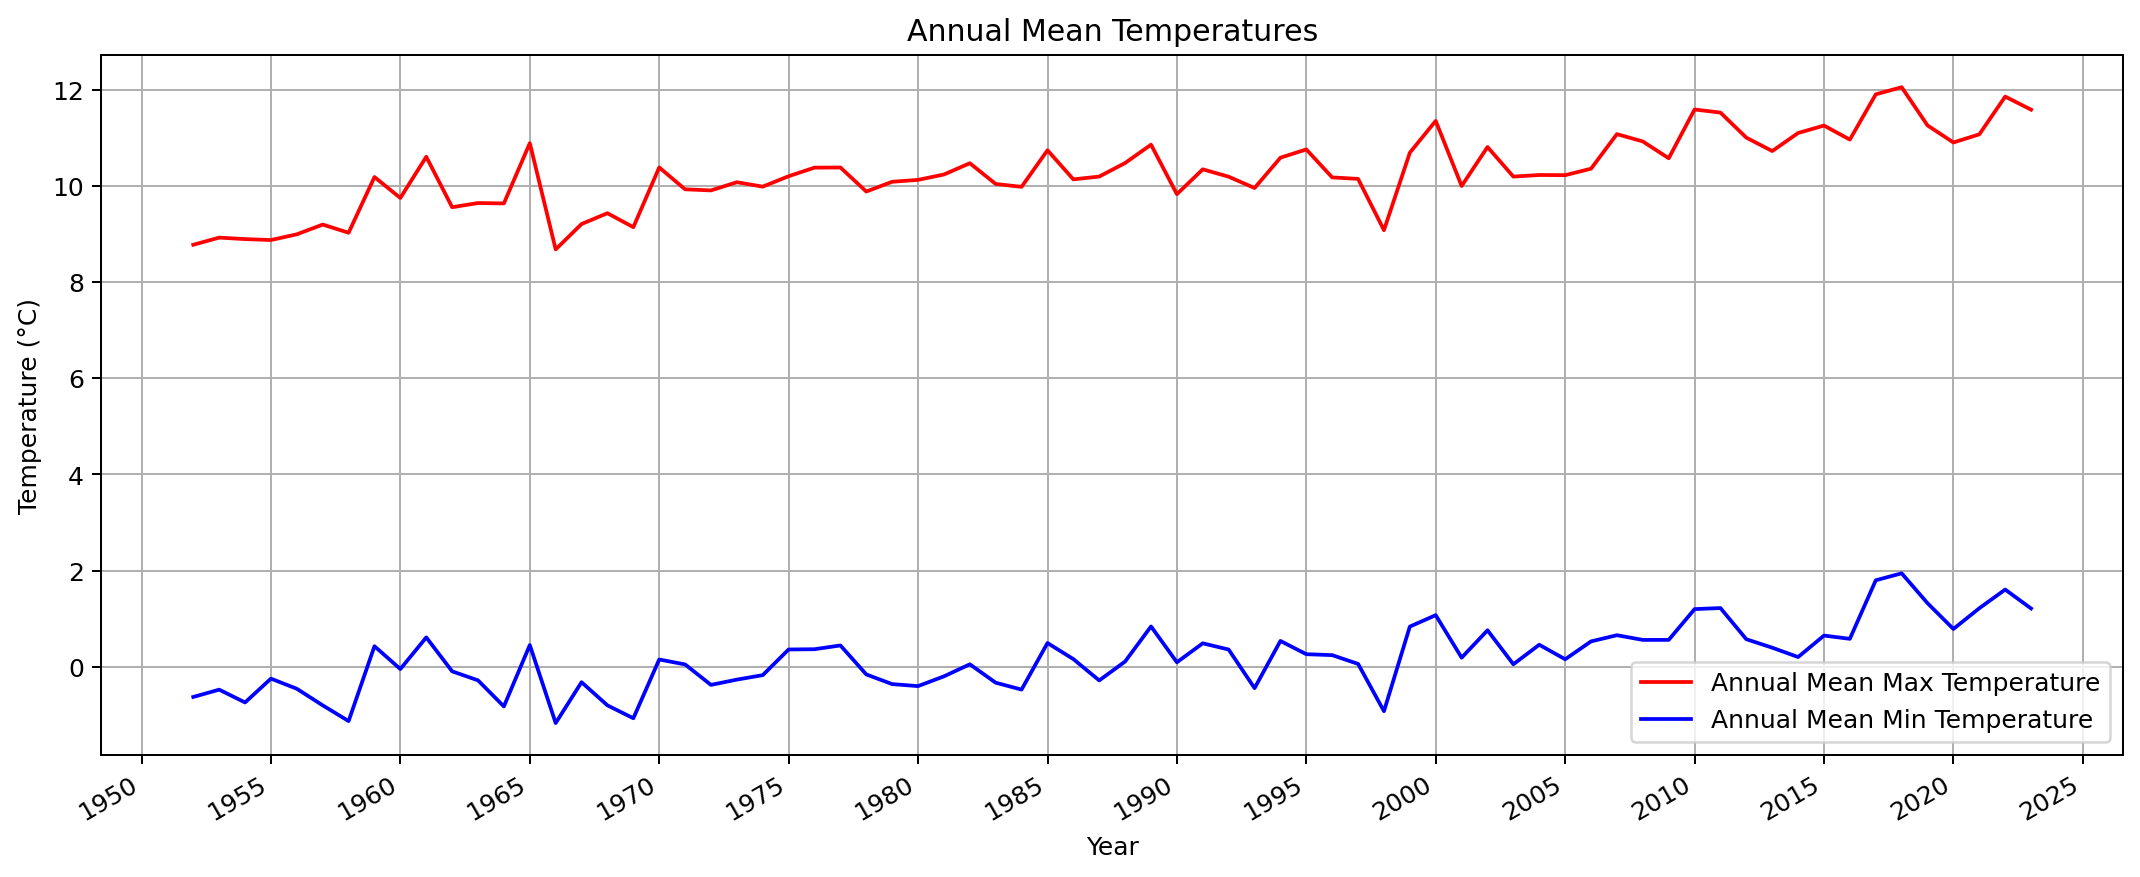 Annual Mean Temperatures
12
10
8
6
4
2
0
Temperature (°C)
Annual Mean Max Temperature
Annual Mean Min Temperature
1950 1955 1960 1965 1970 1975 1980 1985 1990 1995 2000 2005 2010 2015 2020 2025
Year